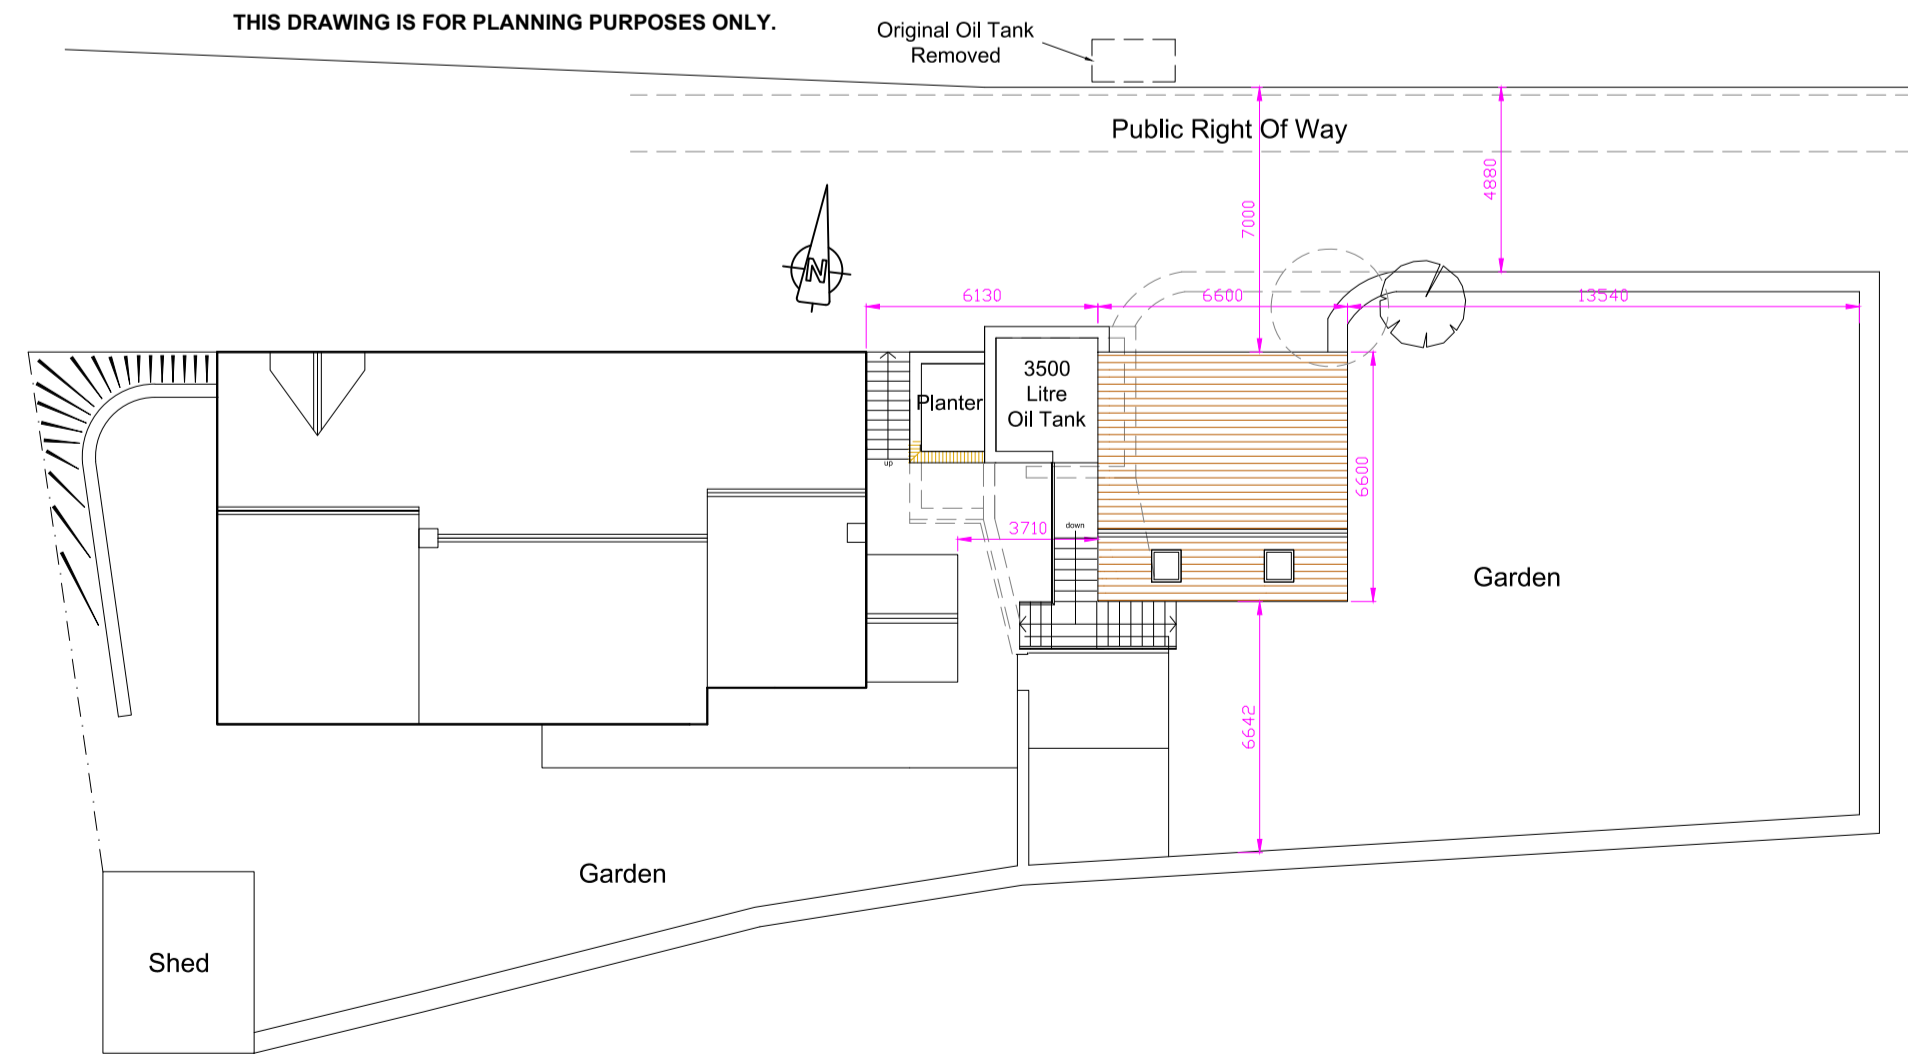 THIS DRAWING IS FOR PLANNING PURPOSES ONLY.
Original Oil Tank
Removed
Public Right Of Way
4880
7000
N
6130
6600
13540
3500
Litre
Oil Tank
Planter
up
6600
3710
down
Garden
6642
Garden
Shed